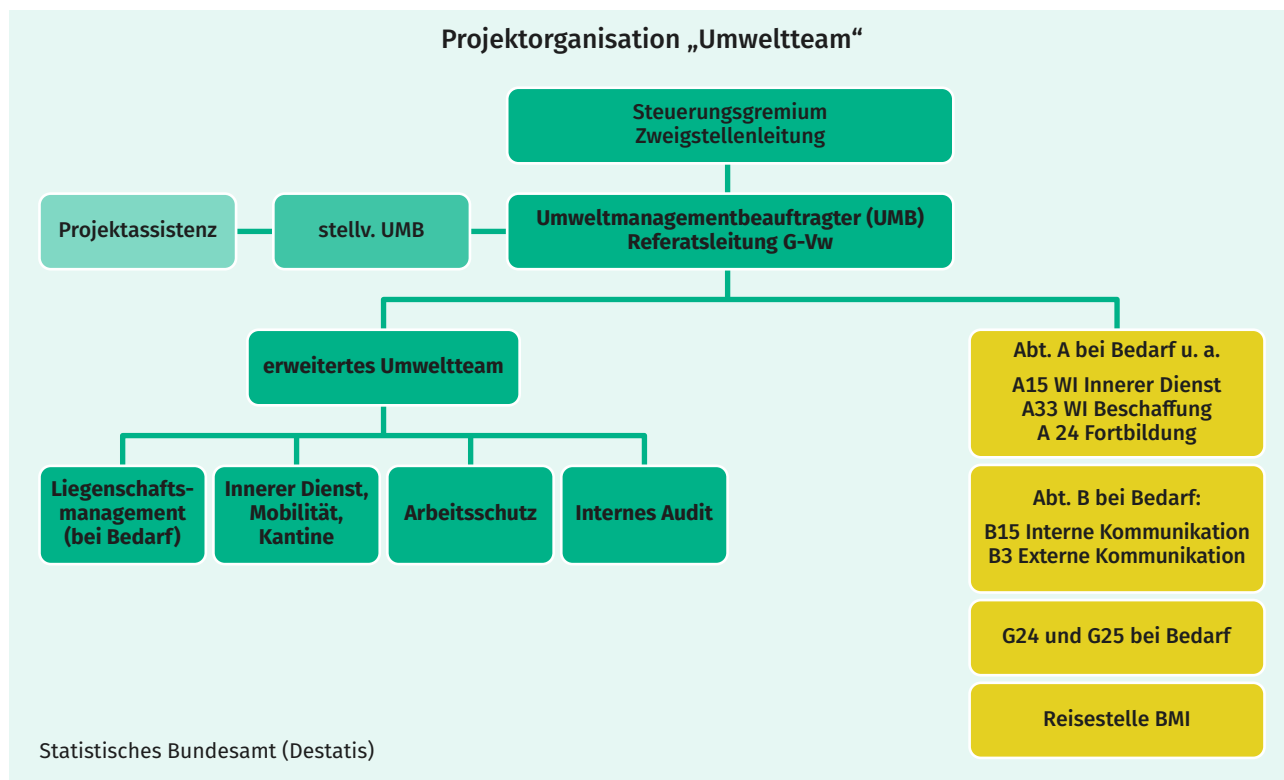 Projektorganisation „Umweltteam“
Steuerungsgremium
Zweigstellenleitung
Projektassistenz
stellv. UMB
Umweltmanagementbeauftragter (UMB)
Referatsleitung G-Vw
erweitertes Umweltteam
Liegenschafts-
management
(bei Bedarf)
Innerer Dienst,
Mobilität,
Kantine
Arbeitsschutz
Internes Audit
Abt. A bei Bedarf u. a.
A15 WI Innerer Dienst
A33 WI Beschaffung
A 24 Fortbildung
Abt. B bei Bedarf:
B15 Interne Kommunikation
B3 Externe Kommunikation
G24 und G25 bei Bedarf
Reisestelle BMI
Statistisches Bundesamt (Destatis)